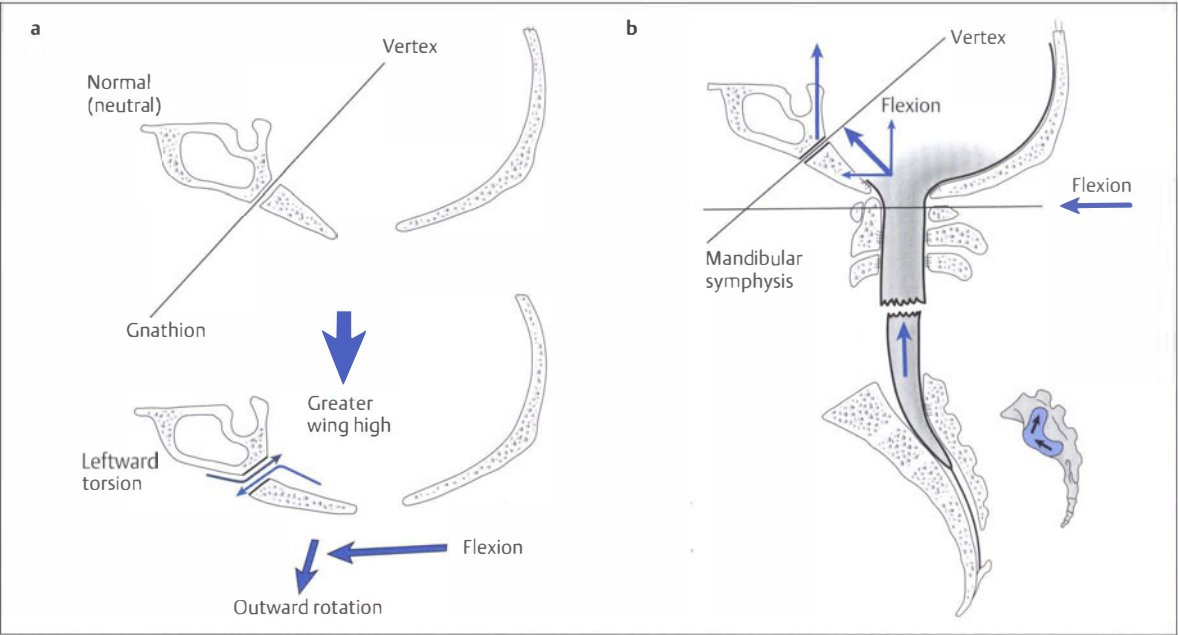 a
Vertex
Normal
(neutral)
Gnathion
Greater
wing high
Leftward
torsion
Flexion
Outward rotation
b
Vertex
Flexion
Flexion
Mandibular
symphysis